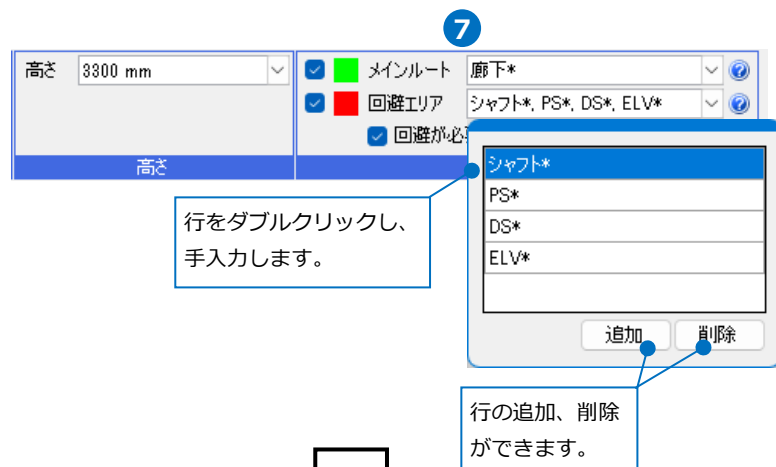 7
高さ 3300 mm
メインルート 廊下*
回避エリア シャフト*, PS*, DS*, ELV*
回避が必
高さ
シャフト*
PS*
DS*
ELV*
追加 削除
行をダブルクリックし、
手入力します。
行の追加、削除
ができます。